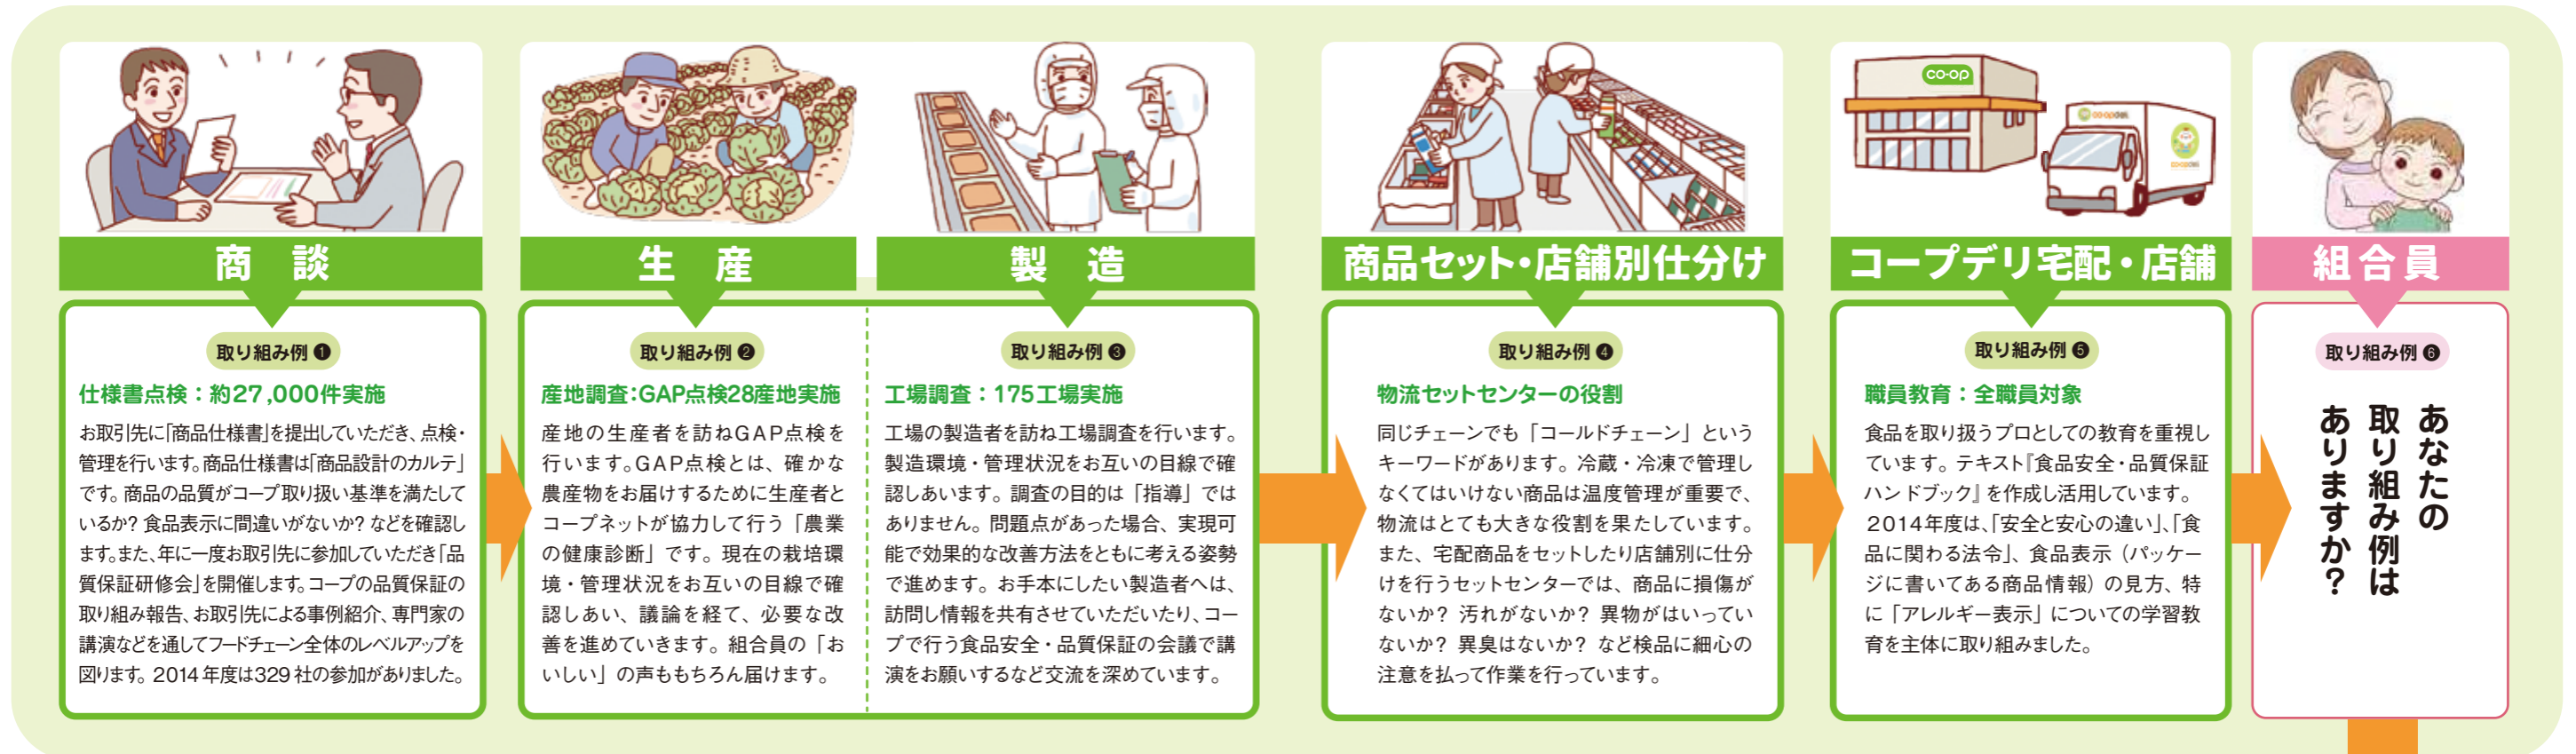 co-op
商談
取り組み例❶
仕様書点検：約27,000件実施
お取引先に｢商品仕様書｣を提出していただき、点検・
管理を行います。商品仕様書は｢商品設計のカルテ｣
です。商品の品質がコープ取り扱い基準を満たして
いるか？食品表示に間違いがないか？などを確認し
ます。また、年に一度お取引先に参加していただき｢品
質保証研修会｣を開催します。コープの品質保証の
取り組み報告、お取引先による事例紹介、専門家の
講演などを通してフードチェーン全体のレベルアップを
図ります。2014年度は329社の参加がありました。
生産
取り組み例❷
産地調査：GAP点検28産地実施
産地の生産者を訪ねGAP点検を
行います。GAP点検とは、確かな
農産物をお届けするために生産者と
コープネットが協力して行う「農業
の健康診断」です。現在の栽培環
境・管理状況をお互いの目線で確
認しあい、議論を経て、必要な改
善を進めていきます。組合員の「お
いしい」の声ももちろん届けます。
製造
取り組み例❸
工場調査：175工場実施
工場の製造者を訪ね工場調査を行います。
製造環境・管理状況をお互いの目線で確
認しあいます。調査の目的は「指導」では
ありません。問題点があった場合、実現可
能で効果的な改善方法をともに考える姿勢
で進めます。お手本にしたい製造者へは、
訪問し情報を共有させていただいたり、コー
プで行う食品安全・品質保証の会議で講
演をお願いするなど交流を深めています。
商品セット・店舗別仕分け
取り組み例❹
物流セットセンターの役割
同じチェーンでも「コールドチェーン」という
キーワードがあります。冷蔵・冷凍で管理し
なくてはいけない商品は温度管理が重要で、
物流はとても大きな役割を果たしています。
また、宅配商品をセットしたり店舗別に仕分
けを行うセットセンターでは、商品に損傷が
ないか？ 汚れがないか？ 異物がはいってい
ないか？ 異臭はないか？ など検品に細心の
注意を払って作業を行っています。
コープデリ宅配・店舗
取り組み例❺
職員教育：全職員対象
食品を取り扱うプロとしての教育を重視し
ています。テキスト『食品安全・品質保証
ハンドブック』を作成し活用しています。
2014年度は、｢安全と安心の違い｣、｢食
品に関わる法令｣、食品表示（パッケー
ジに書いてある商品情報）の見方、特
に「アレルギー表示」についての学習教
育を主体に取り組みました。
組合員
取り組み例❻
あなたの
取り組み例は
ありますか？